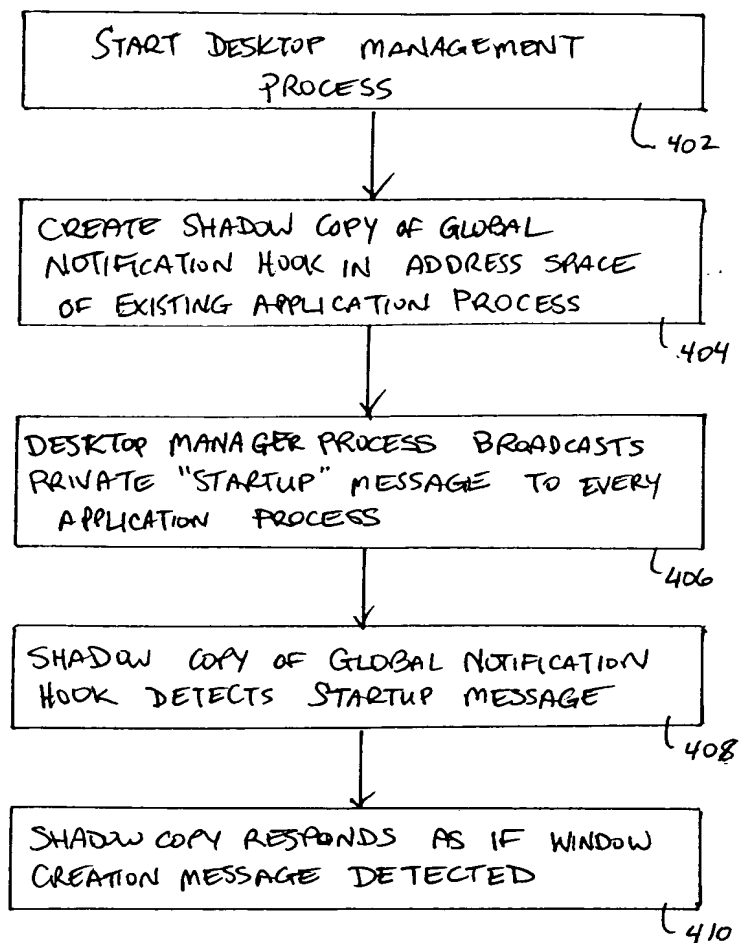 START DESKTOP MANAGEMENT
PROCESS
402
CREATE SHADOW COPY OF GLOBAL
NOTIFICATION HOOK IN ADDRESS SPACE
OF EXISTING APPLICATION PROCESS
404
DESKTOP MANAGER PROCESS BROADCASTS
PRIVATE "STARTUP" MESSAGE TO EVERY
APPLICATION PROCESS
406
SHADOW COPY OF GLOBAL NOTIFICATION
HOOK DETECTS STARTUP MESSAGE
408
SHADOW COPY RESPONDS AS IF WINDOW
CREATION MESSAGE DETECTED
410